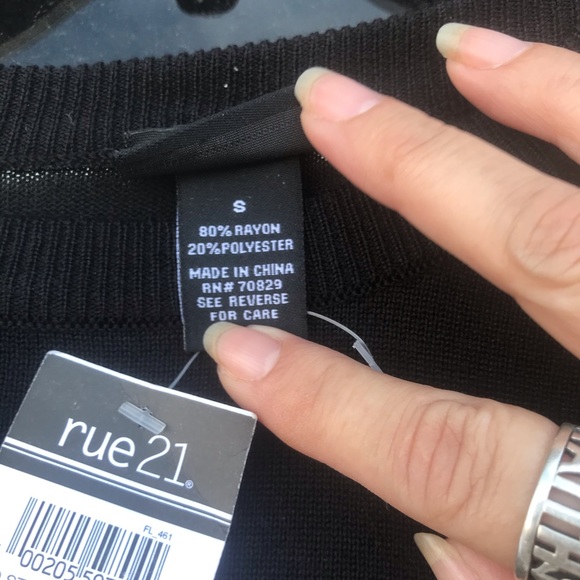 S
80% RAYON
20% POLYESTER
MADE IN CHINA
RN# 70829
SEE REVERSE
FOR CARE
rue21
FL_461